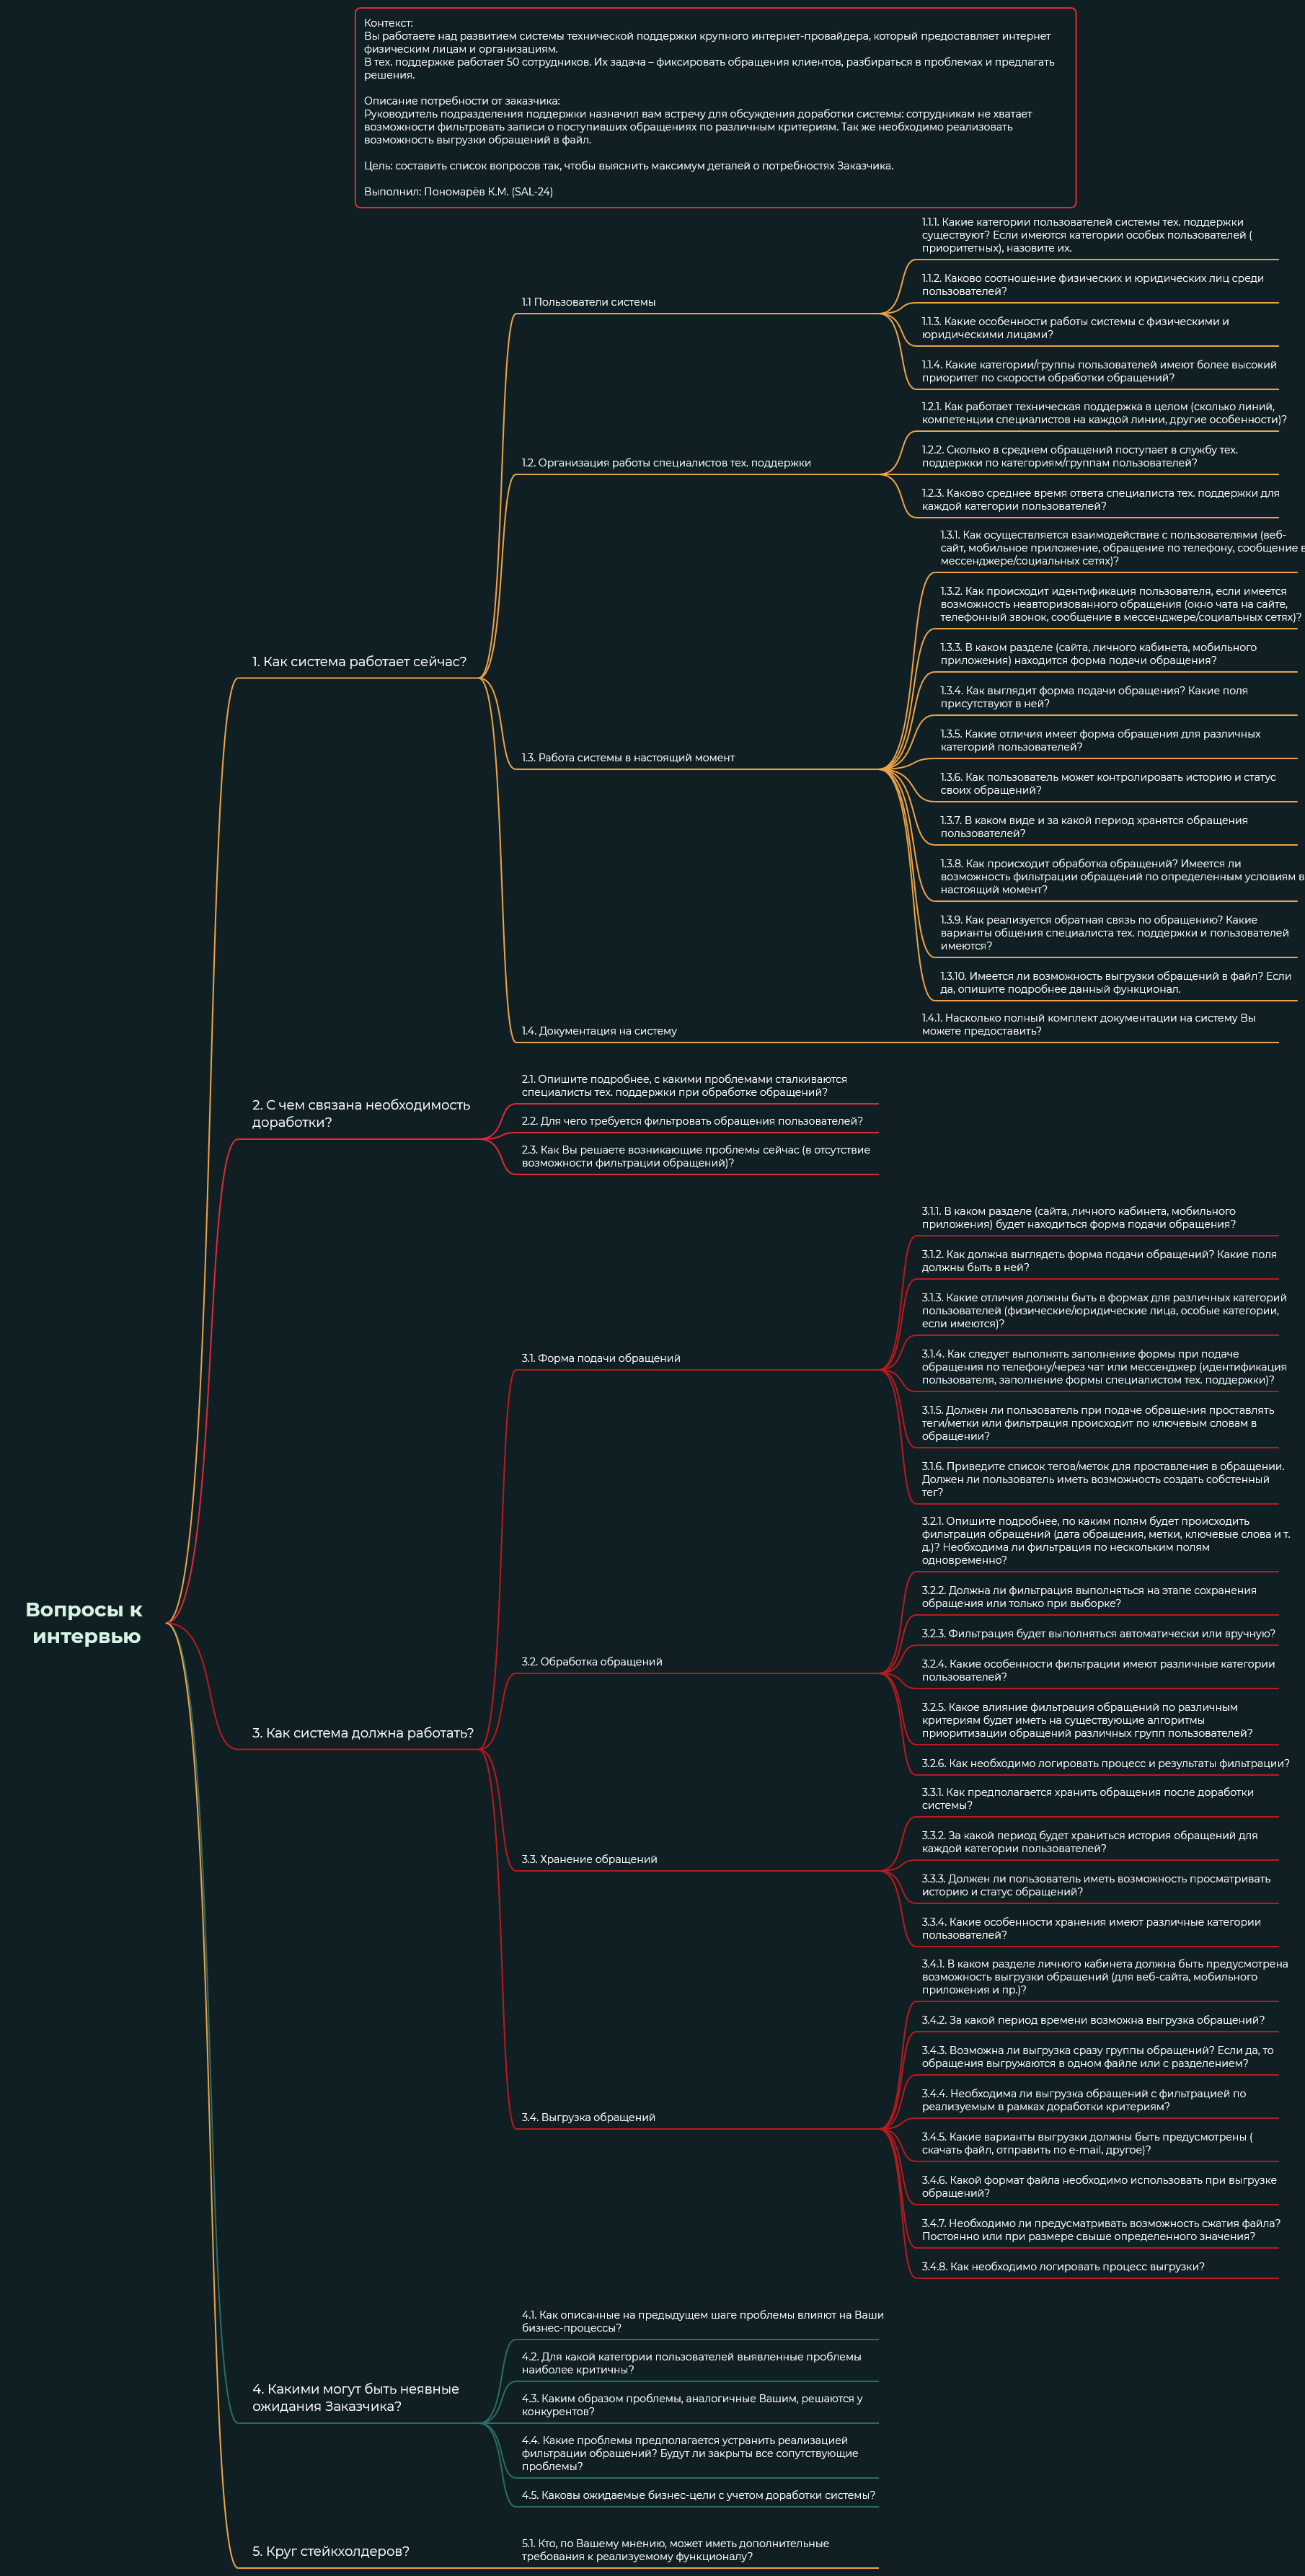 Контекст:
Вы работаете над развитием системы технической поддержки крупного интернет-провайдера, который предоставляет интернет
физическим лицам и организациям.
В тех. поддержке работает 50 сотрудников. Их задача – фиксировать обращения клиентов, разбираться в проблемах и предлагать
решения.
Описание потребности от заказчика:
Руководитель подразделения поддержки назначил вам встречу для обсуждения доработки системы: сотрудникам не хватает
возможности фильтровать записи о поступивших обращениях по различным критериям. Так же необходимо реализовать
возможность выгрузки обращений в файл.
Цель: составить список вопросов так, чтобы выяснить максимум деталей о потребностях Заказчика.
Выполнил: Пономарёв К.М. (SAL-24)
Вопросы к
интервью
1. Как система работает сейчас?
1.1 Пользователи системы
1.1.1. Какие категории пользователей системы тех. поддержки
существуют? Если имеются категории особых пользователей (
приоритетных), назовите их.
1.1.2. Каково соотношение физических и юридических лиц среди
пользователей?
1.1.3. Какие особенности работы системы с физическими и
юридическими лицами?
1.1.4. Какие категории/группы пользователей имеют более высокий
приоритет по скорости обработки обращений?
1.2. Организация работы специалистов тех. поддержки
1.2.1. Как работает техническая поддержка в целом (сколько линий,
компетенции специалистов на каждой линии, другие особенности)?
1.2.2. Сколько в среднем обращений поступает в службу тех.
поддержки по категориям/группам пользователей?
1.2.3. Каково среднее время ответа специалиста тех. поддержки для
каждой категории пользователей?
1.3. Работа системы в настоящий момент
1.3.1. Как осуществляется взаимодействие с пользователями (веб-
сайт, мобильное приложение, обращение по телефону, сообщение в
мессенджере/социальных сетях)?
1.3.2. Как происходит идентификация пользователя, если имеется
возможность неавторизованного обращения (окно чата на сайте,
телефонный звонок, сообщение в мессенджере/социальных сетях)?
1.3.3. В каком разделе (сайта, личного кабинета, мобильного
приложения) находится форма подачи обращения?
1.3.4. Как выглядит форма подачи обращения? Какие поля
присутствуют в ней?
1.3.5. Какие отличия имеет форма обращения для различных
категорий пользователей?
1.3.6. Как пользователь может контролировать историю и статус
своих обращений?
1.3.7. В каком виде и за какой период хранятся обращения
пользователей?
1.3.8. Как происходит обработка обращений? Имеется ли
возможность фильтрации обращений по определенным условиям в
настоящий момент?
1.3.9. Как реализуется обратная связь по обращению? Какие
варианты общения специалиста тех. поддержки и пользователей
имеются?
1.3.10. Имеется ли возможность выгрузки обращений в файл? Если
да, опишите подробнее данный функционал.
1.4. Документация на систему
1.4.1. Насколько полный комплект документации на систему Вы
можете предоставить?
2. С чем связана необходимость
доработки?
2.1. Опишите подробнее, с какими проблемами сталкиваются
специалисты тех. поддержки при обработке обращений?
2.2. Для чего требуется фильтровать обращения пользователей?
2.3. Как Вы решаете возникающие проблемы сейчас (в отсутствие
возможности фильтрации обращений)?
3. Как система должна работать?
3.1. Форма подачи обращений
3.1.1. В каком разделе (сайта, личного кабинета, мобильного
приложения) будет находиться форма подачи обращения?
3.1.2. Как должна выглядеть форма подачи обращений? Какие поля
должны быть в ней?
3.1.3. Какие отличия должны быть в формах для различных категорий
пользователей (физические/юридические лица, особые категории,
если имеются)?
3.1.4. Как следует выполнять заполнение формы при подаче
обращения по телефону/через чат или мессенджер (идентификация
пользователя, заполнение формы специалистом тех. поддержки)?
3.1.5. Должен ли пользователь при подаче обращения проставлять
теги/метки или фильтрация происходит по ключевым словам в
обращении?
3.1.6. Приведите список тегов/меток для проставления в обращении.
Должен ли пользователь иметь возможность создать собстенный
тег?
3.2. Обработка обращений
3.2.1. Опишите подробнее, по каким полям будет происходить
фильтрация обращений (дата обращения, метки, ключевые слова и т.
д.)? Необходима ли фильтрация по нескольким полям
одновременно?
3.2.2. Должна ли фильтрация выполняться на этапе сохранения
обращения или только при выборке?
3.2.3. Фильтрация будет выполняться автоматически или вручную?
3.2.4. Какие особенности фильтрации имеют различные категории
пользователей?
3.2.5. Какое влияние фильтрация обращений по различным
критериям будет иметь на существующие алгоритмы
приоритизации обращений различных групп пользователей?
3.2.6. Как необходимо логировать процесс и результаты фильтрации?
3.3. Хранение обращений
3.3.1. Как предполагается хранить обращения после доработки
системы?
3.3.2. За какой период будет храниться история обращений для
каждой категории пользователей?
3.3.3. Должен ли пользователь иметь возможность просматривать
историю и статус обращений?
3.3.4. Какие особенности хранения имеют различные категории
пользователей?
3.4. Выгрузка обращений
3.4.1. В каком разделе личного кабинета должна быть предусмотрена
возможность выгрузки обращений (для веб-сайта, мобильного
приложения и пр.)?
3.4.2. За какой период времени возможна выгрузка обращений?
3.4.3. Возможна ли выгрузка сразу группы обращений? Если да, то
обращения выгружаются в одном файле или с разделением?
3.4.4. Необходима ли выгрузка обращений с фильтрацией по
реализуемым в рамках доработки критериям?
3.4.5. Какие варианты выгрузки должны быть предусмотрены (
скачать файл, отправить по e-mail, другое)?
3.4.6. Какой формат файла необходимо использовать при выгрузке
обращений?
3.4.7. Необходимо ли предусматривать возможность сжатия файла?
Постоянно или при размере свыше определенного значения?
3.4.8. Как необходимо логировать процесс выгрузки?
4. Какими могут быть неявные
ожидания Заказчика?
4.1. Как описанные на предыдущем шаге проблемы влияют на Ваши
бизнес-процессы?
4.2. Для какой категории пользователей выявленные проблемы
наиболее критичны?
4.3. Каким образом проблемы, аналогичные Вашим, решаются у
конкурентов?
4.4. Какие проблемы предполагается устранить реализацией
фильтрации обращений? Будут ли закрыты все сопутствующие
проблемы?
4.5. Каковы ожидаемые бизнес-цели с учетом доработки системы?
5. Круг стейкхолдеров?
5.1. Кто, по Вашему мнению, может иметь дополнительные
требования к реализуемому функционалу?